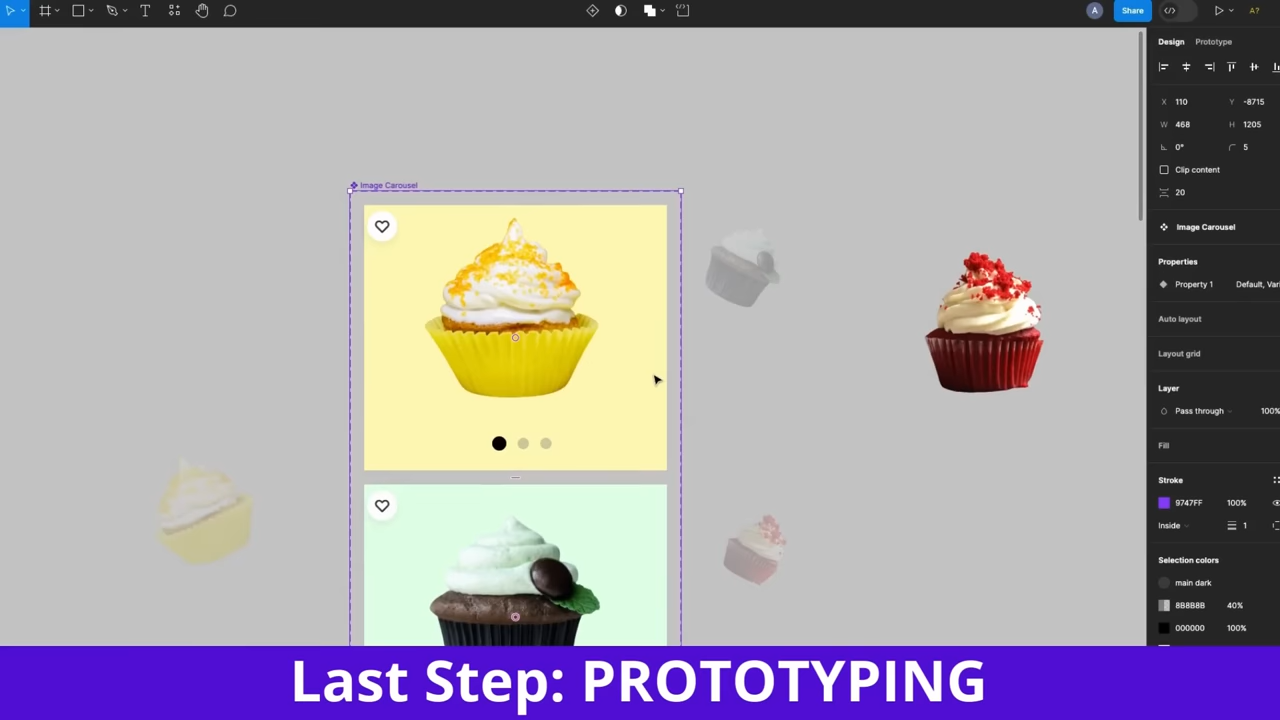 A
Share
A?
Design Prototype
X 110 Y -8715
W 468 H 1205
0° 5
Clip content
20
Image Carousel
Image Carousel
Properties
Property 1 Default, Vari
Auto layout
Layout grid
Layer
Pass through 100%
Fill
Stroke
9747FF 100%
Inside 1
Selection colors
main dark
8B8B8B 40%
000000 100%
Last Step: PROTOTYPING